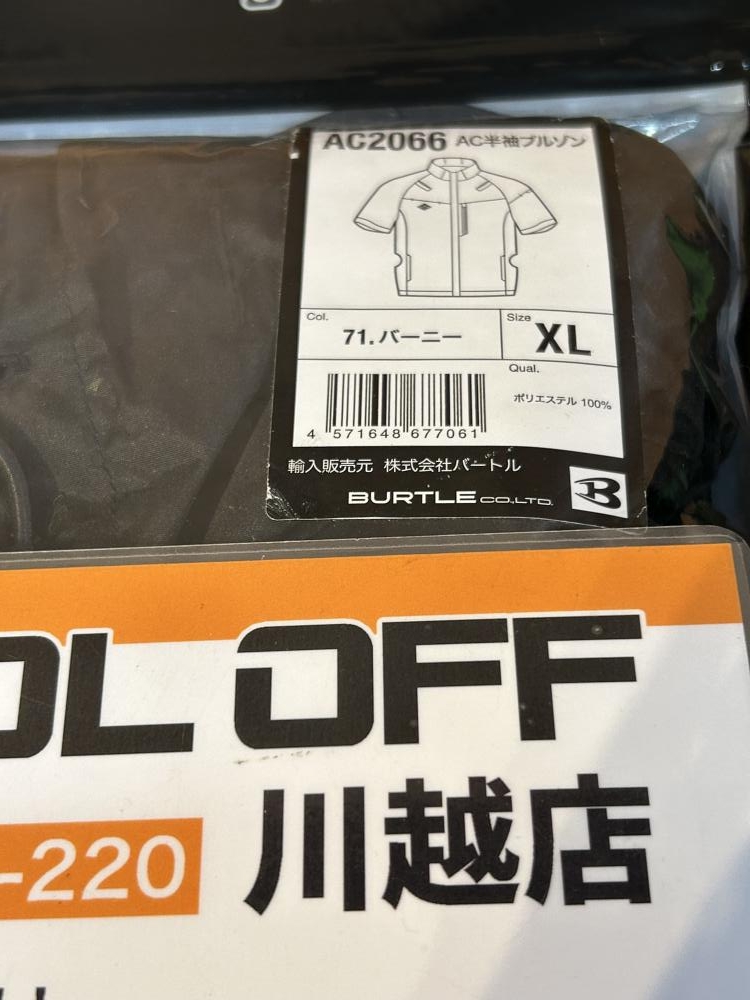 AC2066 AC半袖ブルゾン
Col.
71.バーニー
Size
XL
Qual.
ポリエステル 100%
4 571648 677061
輸入販売元 株式会社バートル
BURTLE CO.,LTD.
B
OL OFF
-220
川越店